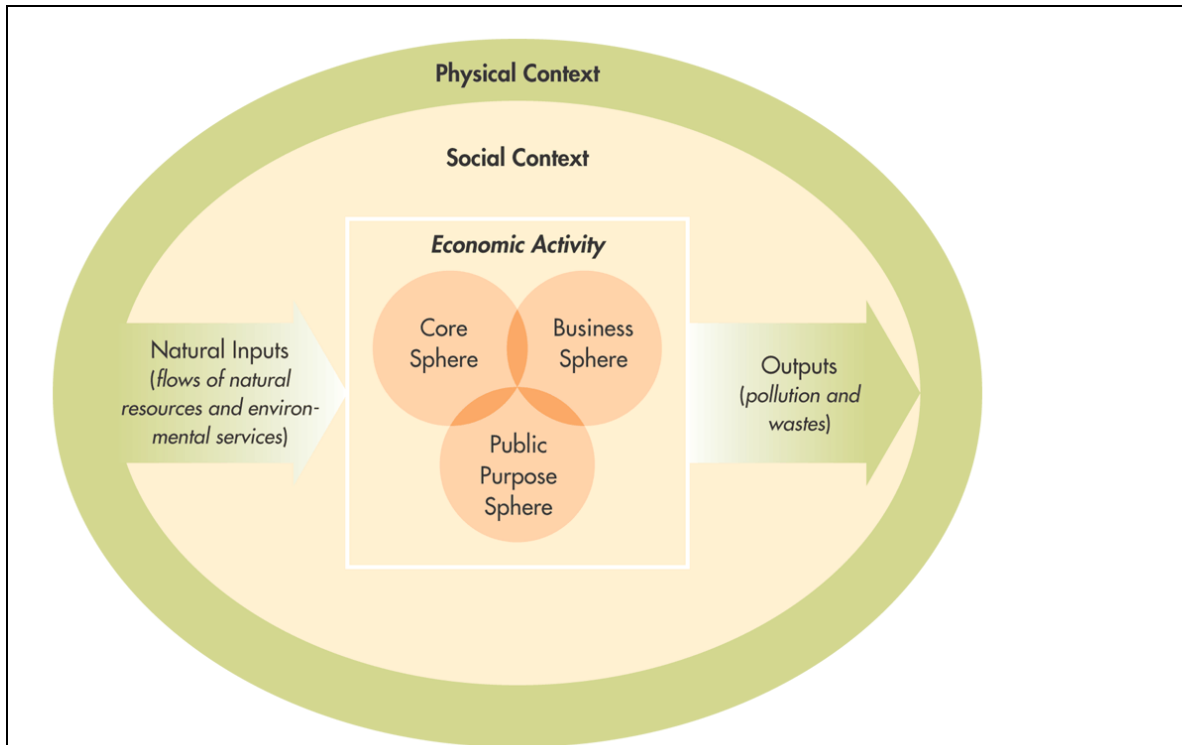 Physical Context
Social Context
Economic Activity
Core
Sphere
Business
Sphere
Public
Purpose
Sphere
Natural Inputs
(flows of natural
resources and environ-
mental services)
Outputs
(pollution and
wastes)